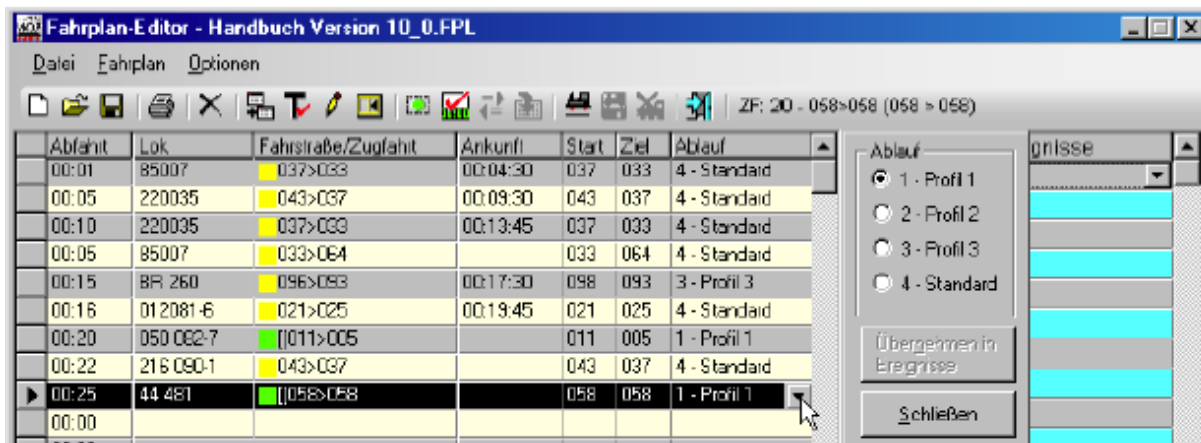 Fahrplan-Editor - Handbuch Version 10_0.FPL
Datei Fahrplan Optionen
ZF: 20 - 058>058 (058 > 058)
Abfahrt Lok Fahrstraße/Zugfahrt Ankunft Start Ziel Ablauf
00:01 85007 037>033 00:04:30 037 033 4 - Standard
00:05 220035 043>037 00:09:30 043 037 4 - Standard
00:10 220035 037>033 00:13:45 037 033 4 - Standard
00:05 85007 033>064 033 064 4 - Standard
00:15 BR 260 096>093 00:17:30 098 093 3 - Profil 3
00:16 012081-6 021>025 00:19:45 021 025 4 - Standard
00:20 050 082-7 [|011>005 011 005 1 - Profil 1
00:22 216 090-1 043>037 043 037 4 - Standard
00:25 44 481 [|058>058 058 058 1 - Profil 1
00:00
Ablauf
1 - Profil 1
2 - Profil 2
3 - Profil 3
4 - Standard
Übernehmen in
Ereignisse
Schließen
gnisse